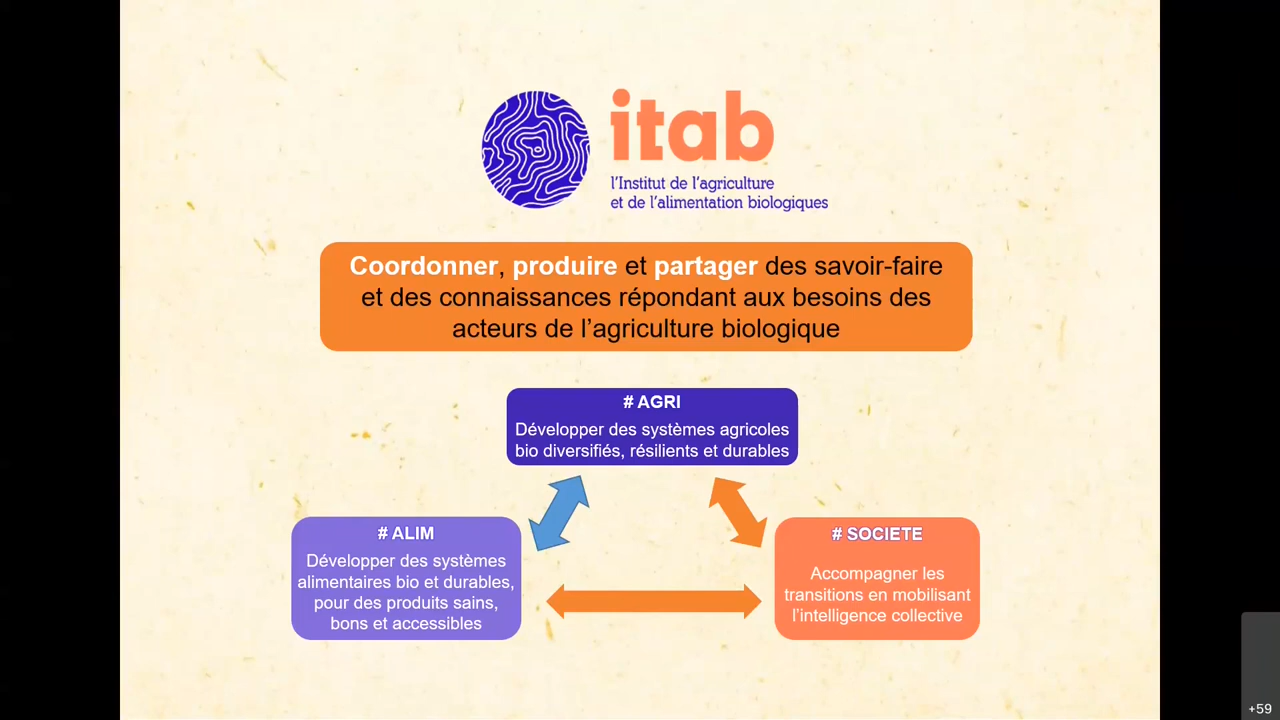 itab
l'Institut de l'agriculture
et de l'alimentation biologiques
Coordonner, produire et partager des savoir-faire
et des connaissances répondant aux besoins des
acteurs de l'agriculture biologique
# AGRI
Développer des systèmes agricoles
bio diversifiés, résilients et durables
# ALIM
Développer des systèmes
alimentaires bio et durables,
pour des produits sains,
bons et accessibles
# SOCIETE
Accompagner les
transitions en mobilisant
l'intelligence collective
+59